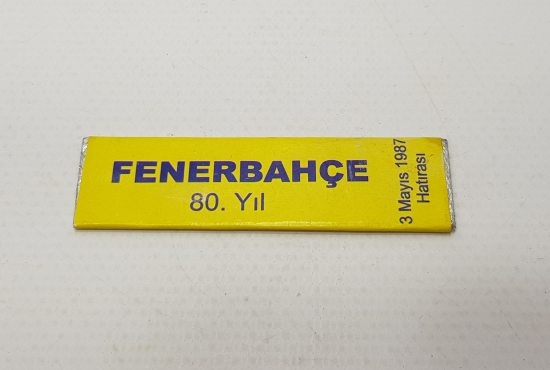 FENERBAHÇE
80. Yıl
3 Mayıs 1987
Hatırası